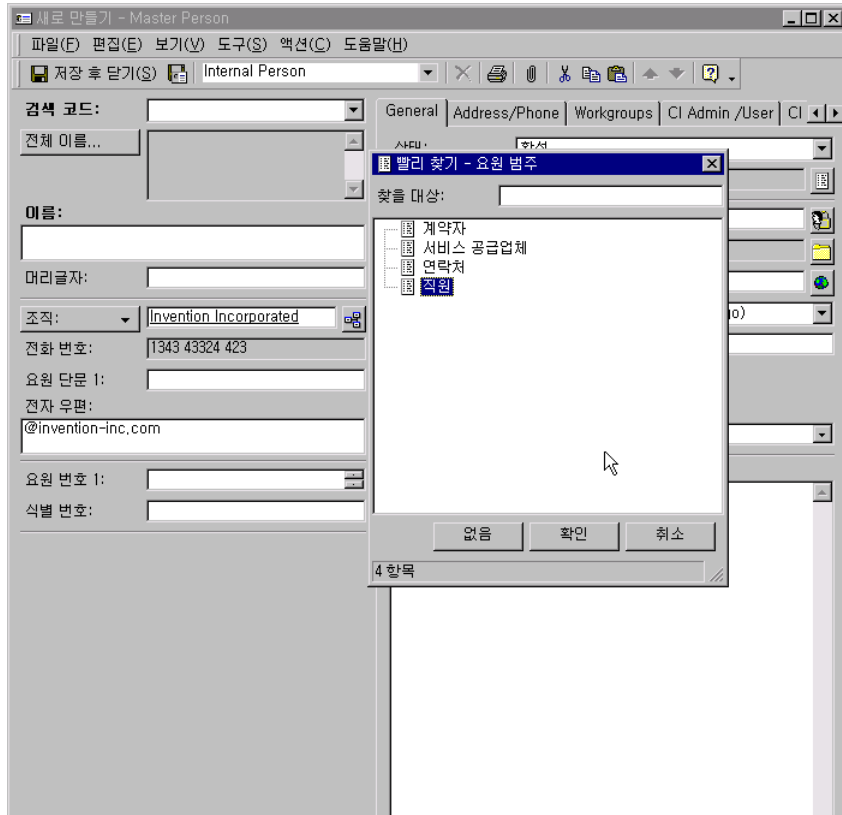 새로 만들기 - Master Person
파일(F) 편집(E) 보기(V) 도구(S) 액션(C) 도움말(H)
저장 후 닫기(S) Internal Person
검색 코드:
General Address/Phone Workgroups CI Admin /User CI
전체 이름...
상태: 활성
빨리 찾기 - 요원 범주
찾을 대상:
이름:
계약자
서비스 공급업체
연락처
직원
머리글자:
조직: Invention Incorporated
전화 번호: 1343 43324 423
요원 단문 1:
전자 우편:
@invention-inc,com
요원 번호 1:
식별 번호:
없음 확인 취소
4 항목